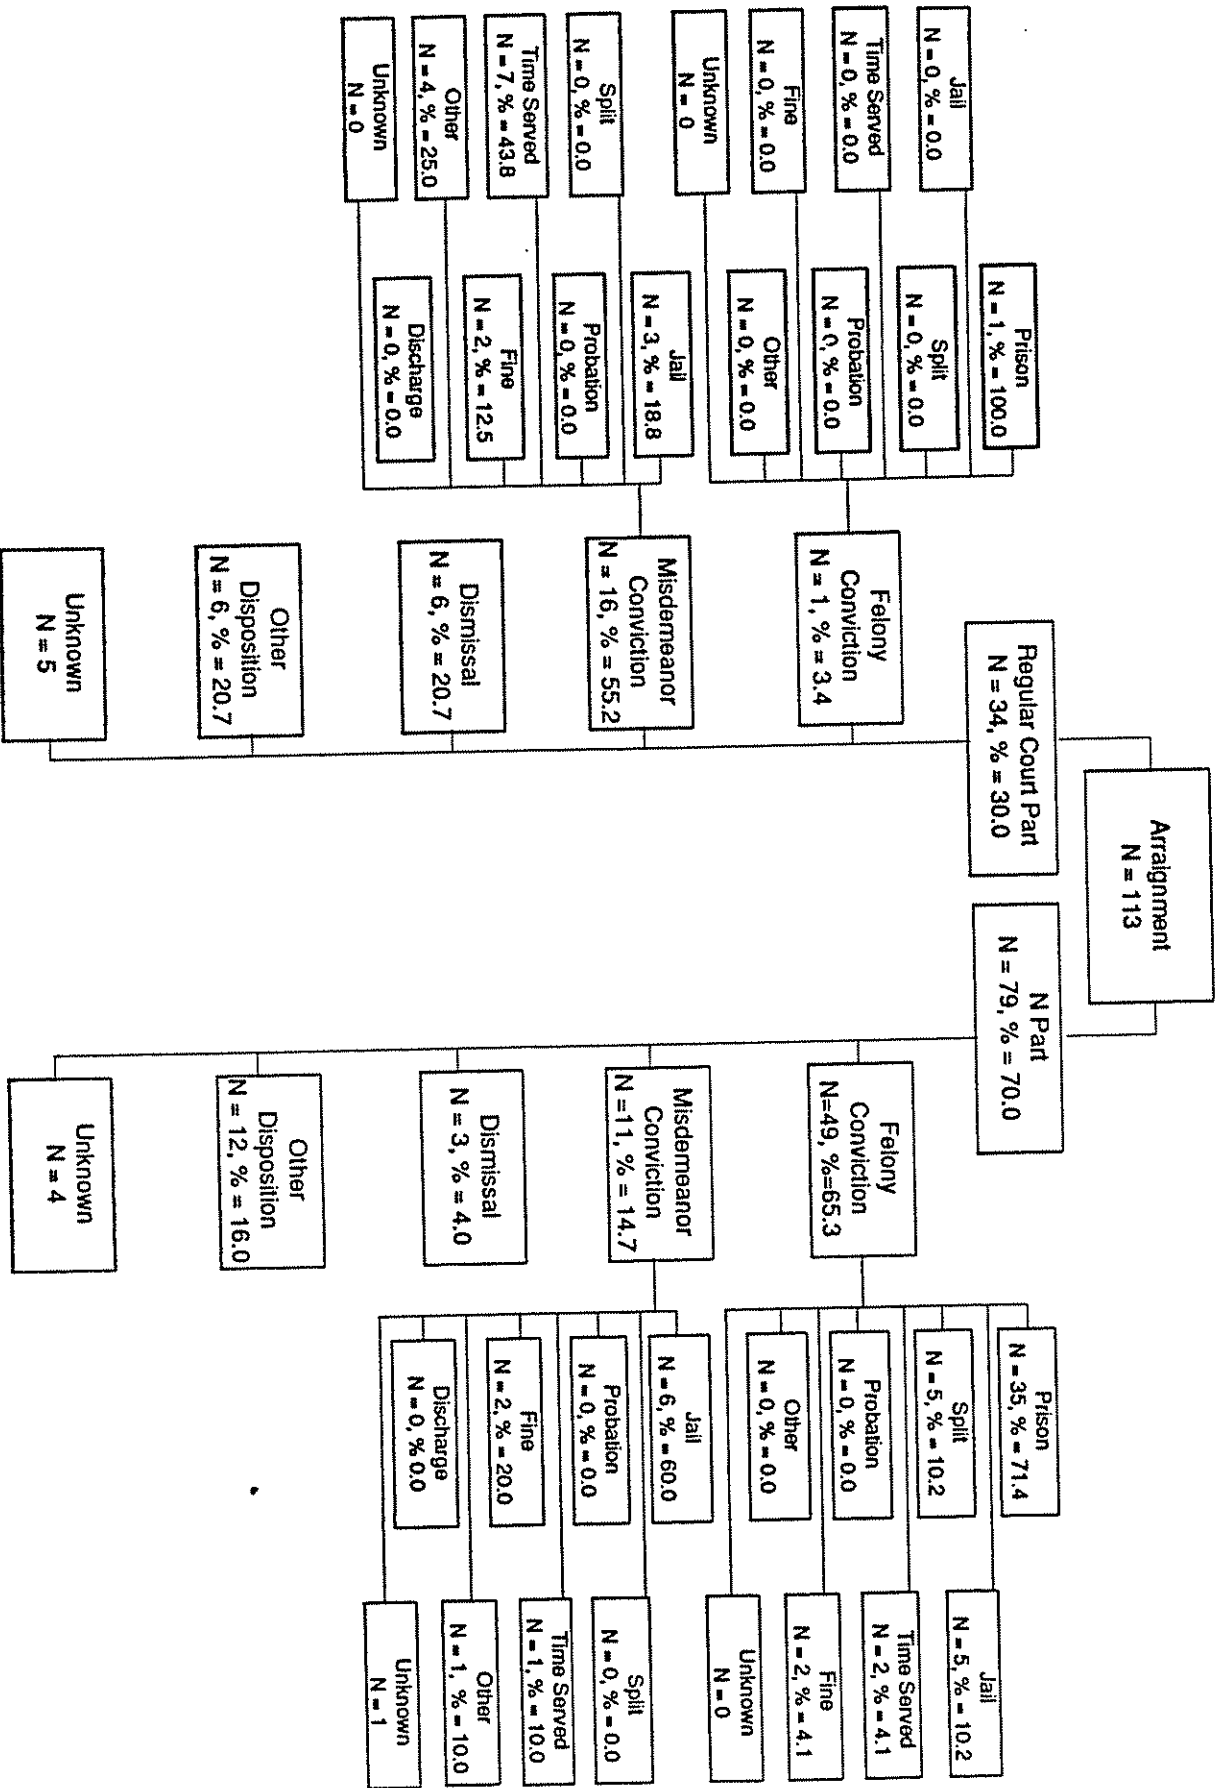 Arraignment
N = 113
Regular Court Part
N = 34, % = 30.0
N Part
N = 79, % = 70.0
Felony
Conviction
N = 1, % = 3.4
Misdemeanor
Conviction
N = 16, % = 55.2
Dismissal
N = 6, % = 20.7
Other
Disposition
N = 6, % = 20.7
Unknown
N = 5
Prison
N = 1, % = 100.0
Jail
N = 0, % = 0.0
Split
N = 0, % = 0.0
Time Served
N = 0, % = 0.0
Probation
N = 0, % = 0.0
Fine
N = 0, % = 0.0
Other
N = 0, % = 0.0
Unknown
N = 0
Jail
N = 3, % = 18.8
Split
N = 0, % = 0.0
Probation
N = 0, % = 0.0
Time Served
N = 7, % = 43.8
Fine
N = 2, % = 12.5
Other
N = 4, % = 25.0
Discharge
N = 0, % = 0.0
Unknown
N = 0
Felony
Conviction
N=49, %=65.3
Misdemeanor
Conviction
N =11, % = 14.7
Dismissal
N = 3, % = 4.0
Other
Disposition
N = 12, % = 16.0
Unknown
N = 4
Prison
N = 35, % = 71.4
Jail
N = 5, % = 10.2
Split
N = 5, % = 10.2
Time Served
N = 2, % = 4.1
Probation
N = 0, % = 0.0
Fine
N = 2, % = 4.1
Other
N = 0, % = 0.0
Unknown
N = 0
Jail
N = 6, % = 60.0
Split
N = 0, % = 0.0
Probation
N = 0, % = 0.0
Time Served
N = 1, % = 10.0
Fine
N = 2, % = 20.0
Other
N = 1, % = 10.0
Discharge
N = 0, % 0.0
Unknown
N = 1